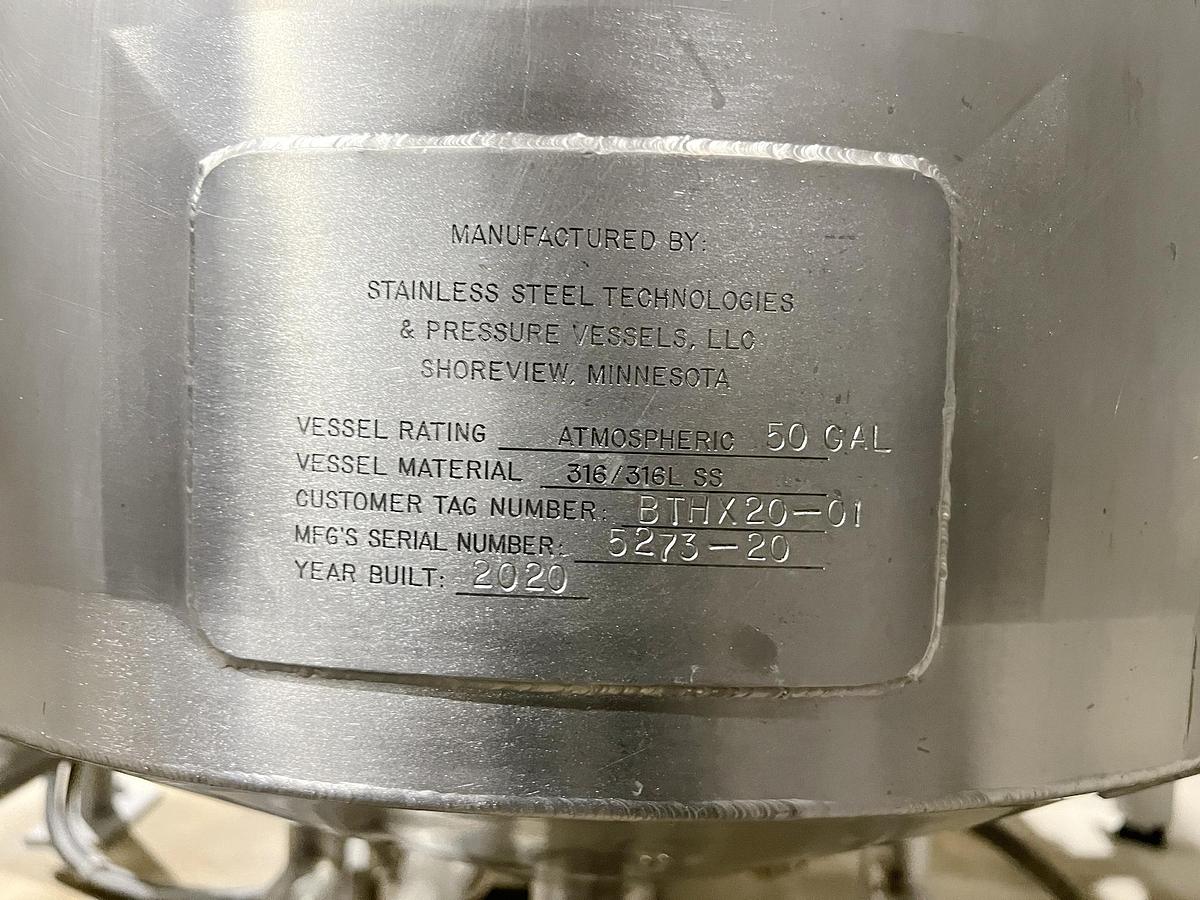 MANUFACTURED BY:
STAINLESS STEEL TECHNOLOGIES
& PRESSURE VESSELS, LLC
SHOREVIEW, MINNESOTA
VESSEL RATING ATMOSPHERIC 50 GAL
VESSEL MATERIAL 316/316L SS
CUSTOMER TAG NUMBER: BTHX20-01
MFG'S SERIAL NUMBER: 5273-20
YEAR BUILT: 2020